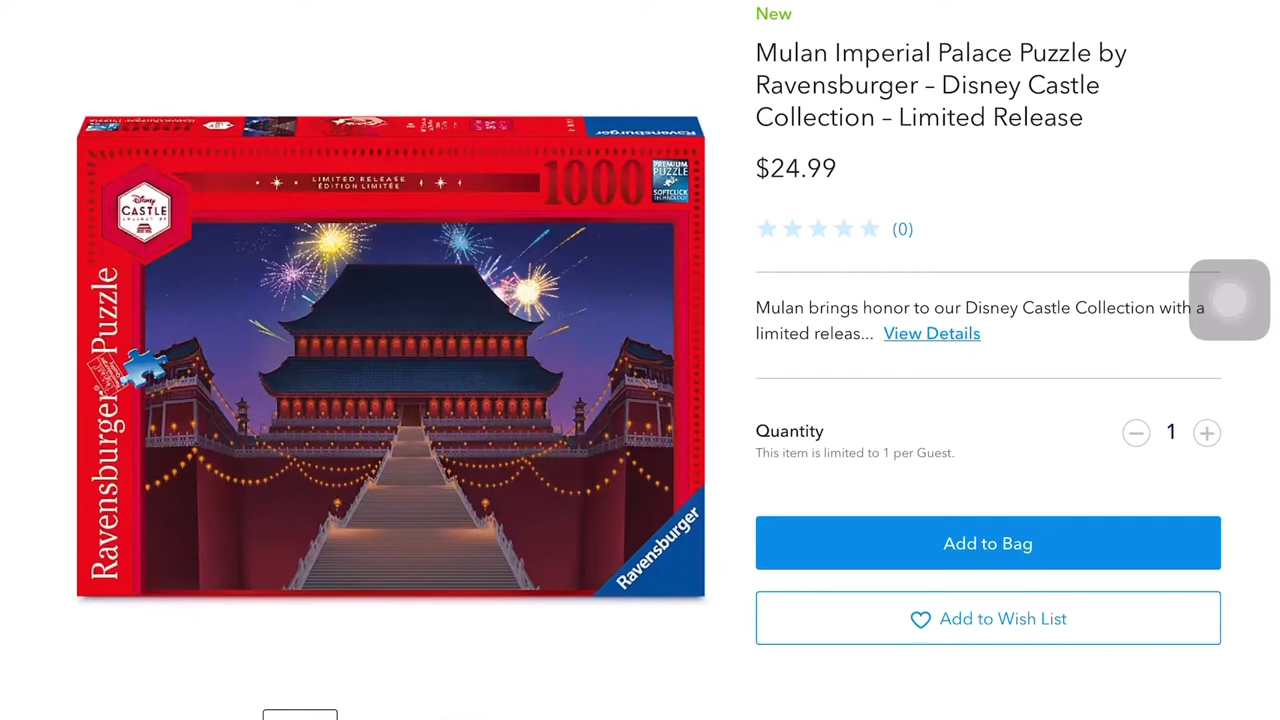 New
Mulan Imperial Palace Puzzle by
Ravensburger – Disney Castle
Collection – Limited Release
$24.99
(0)
Mulan brings honor to our Disney Castle Collection with a
limited releas... View Details
Quantity
This item is limited to 1 per Guest.
1
Add to Bag
Add to Wish List
Ravensburger
LIMITED RELEASE
ÉDITION LIMITÉE
1000
PREMIUM
PUZZLE
SOFTCLICK
TECHNOLOGY
Disney
CASTLE
COLLECTION
Ravensburger® Puzzle
Ravensburger